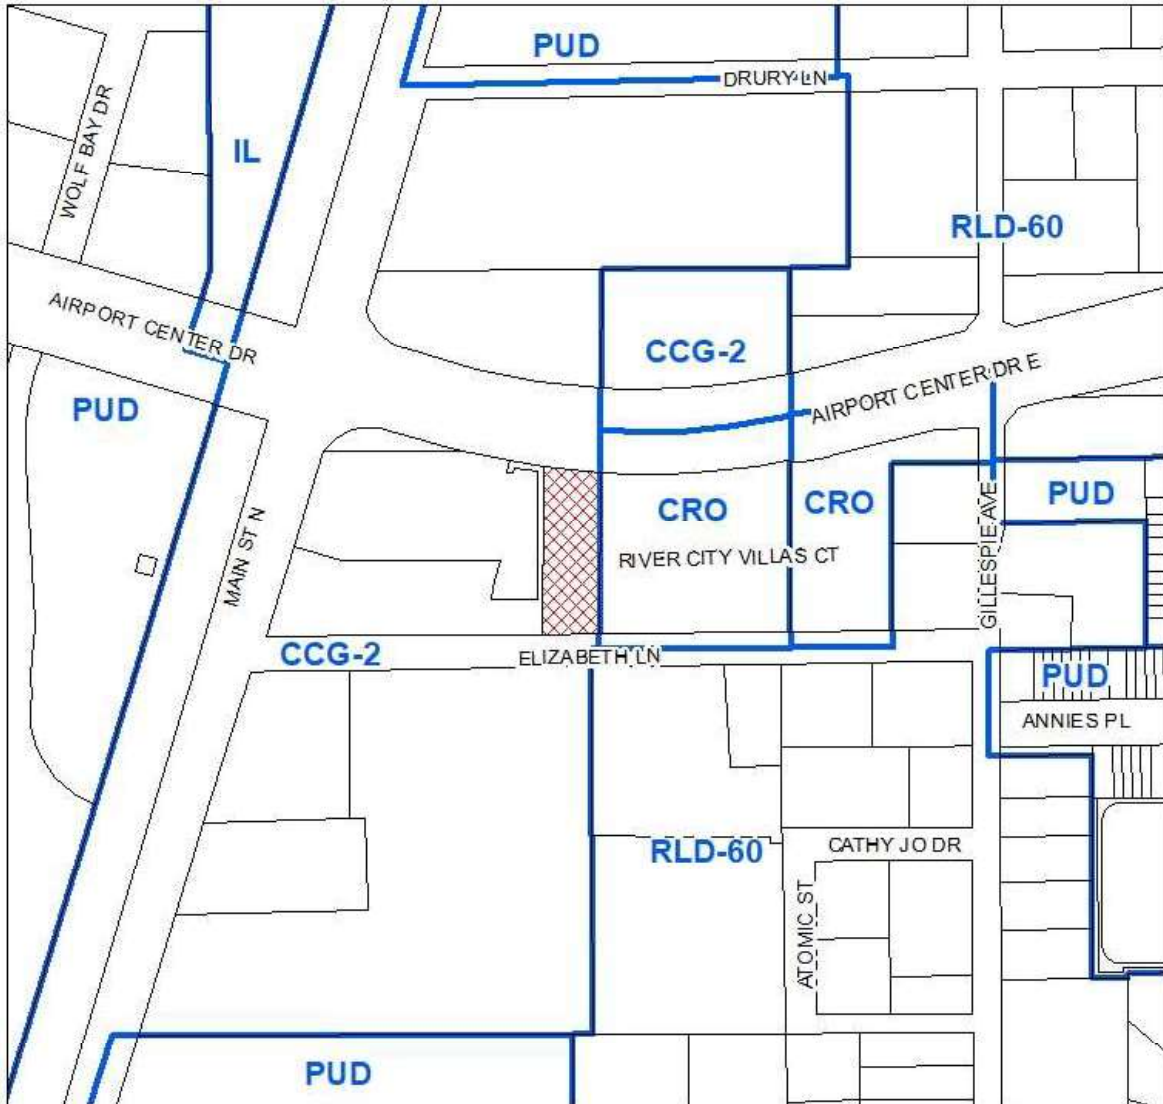 PUD
DRURY LN
WOLF BAY DR
IL
RLD-60
AIRPORT CENTER DR
CCG-2
AIRPORT CENTER DR E
PUD
CRO
CRO
PUD
MAIN ST N
RIVER CITY VILLAS CT
GILLESPIE AVE
CCG-2
ELIZABETH LN
PUD
ANNIES PL
RLD-60
CATHY JO DR
ATOMIC ST
PUD